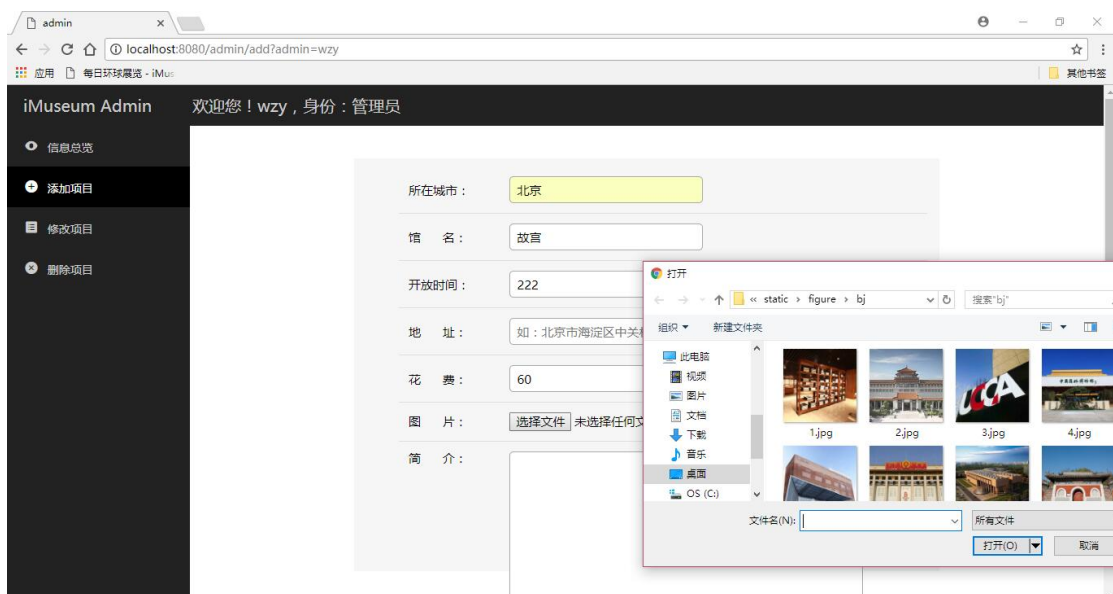 admin
localhost:8080/admin/add?admin=wzy
应用 每日环球展览 - iMus
其他书签
iMuseum Admin
欢迎您！wzy，身份：管理员
信息总览
添加项目
修改项目
删除项目
所在城市： 北京
馆 名： 故宫
开放时间： 222
地 址： 如：北京市海淀区中关
花 费： 60
图 片： 选择文件 未选择任何文
简 介：
打开
« static › figure › bj
搜索"bj"
组织 新建文件夹
此电脑
视频
图片
文档
下载
音乐
桌面
OS (C:)
UCCA
1.jpg 2.jpg 3.jpg 4.jpg
文件名(N): 所有文件
打开(O) 取消